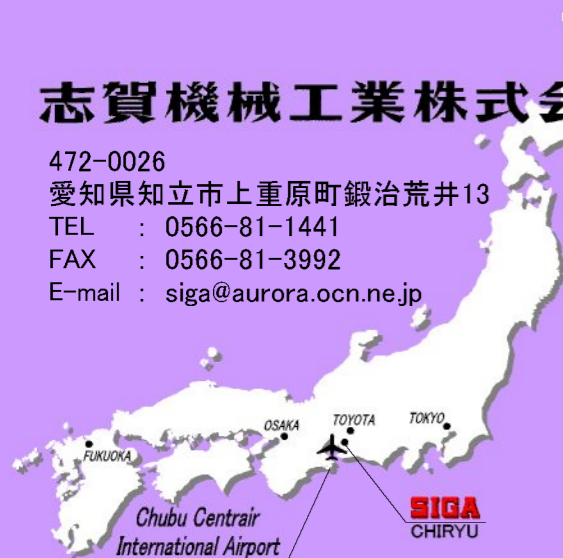 志賀機械工業株式会
472-0026
愛知県知立市上重原町鍛治荒井13
TEL : 0566-81-1441
FAX : 0566-81-3992
E-mail : siga@aurora.ocn.ne.jp
OSAKA
TOYOTA
TOKYO
FUKUOKA
SIGA
CHIRYU
Chubu Centrair
International Airport